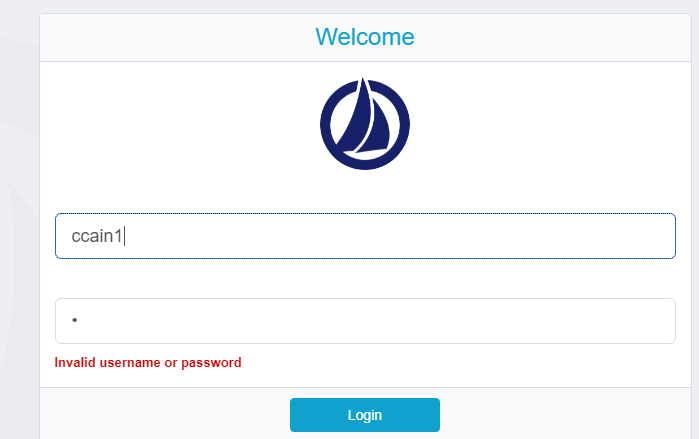 Welcome
ccain1
•
Invalid username or password
Login